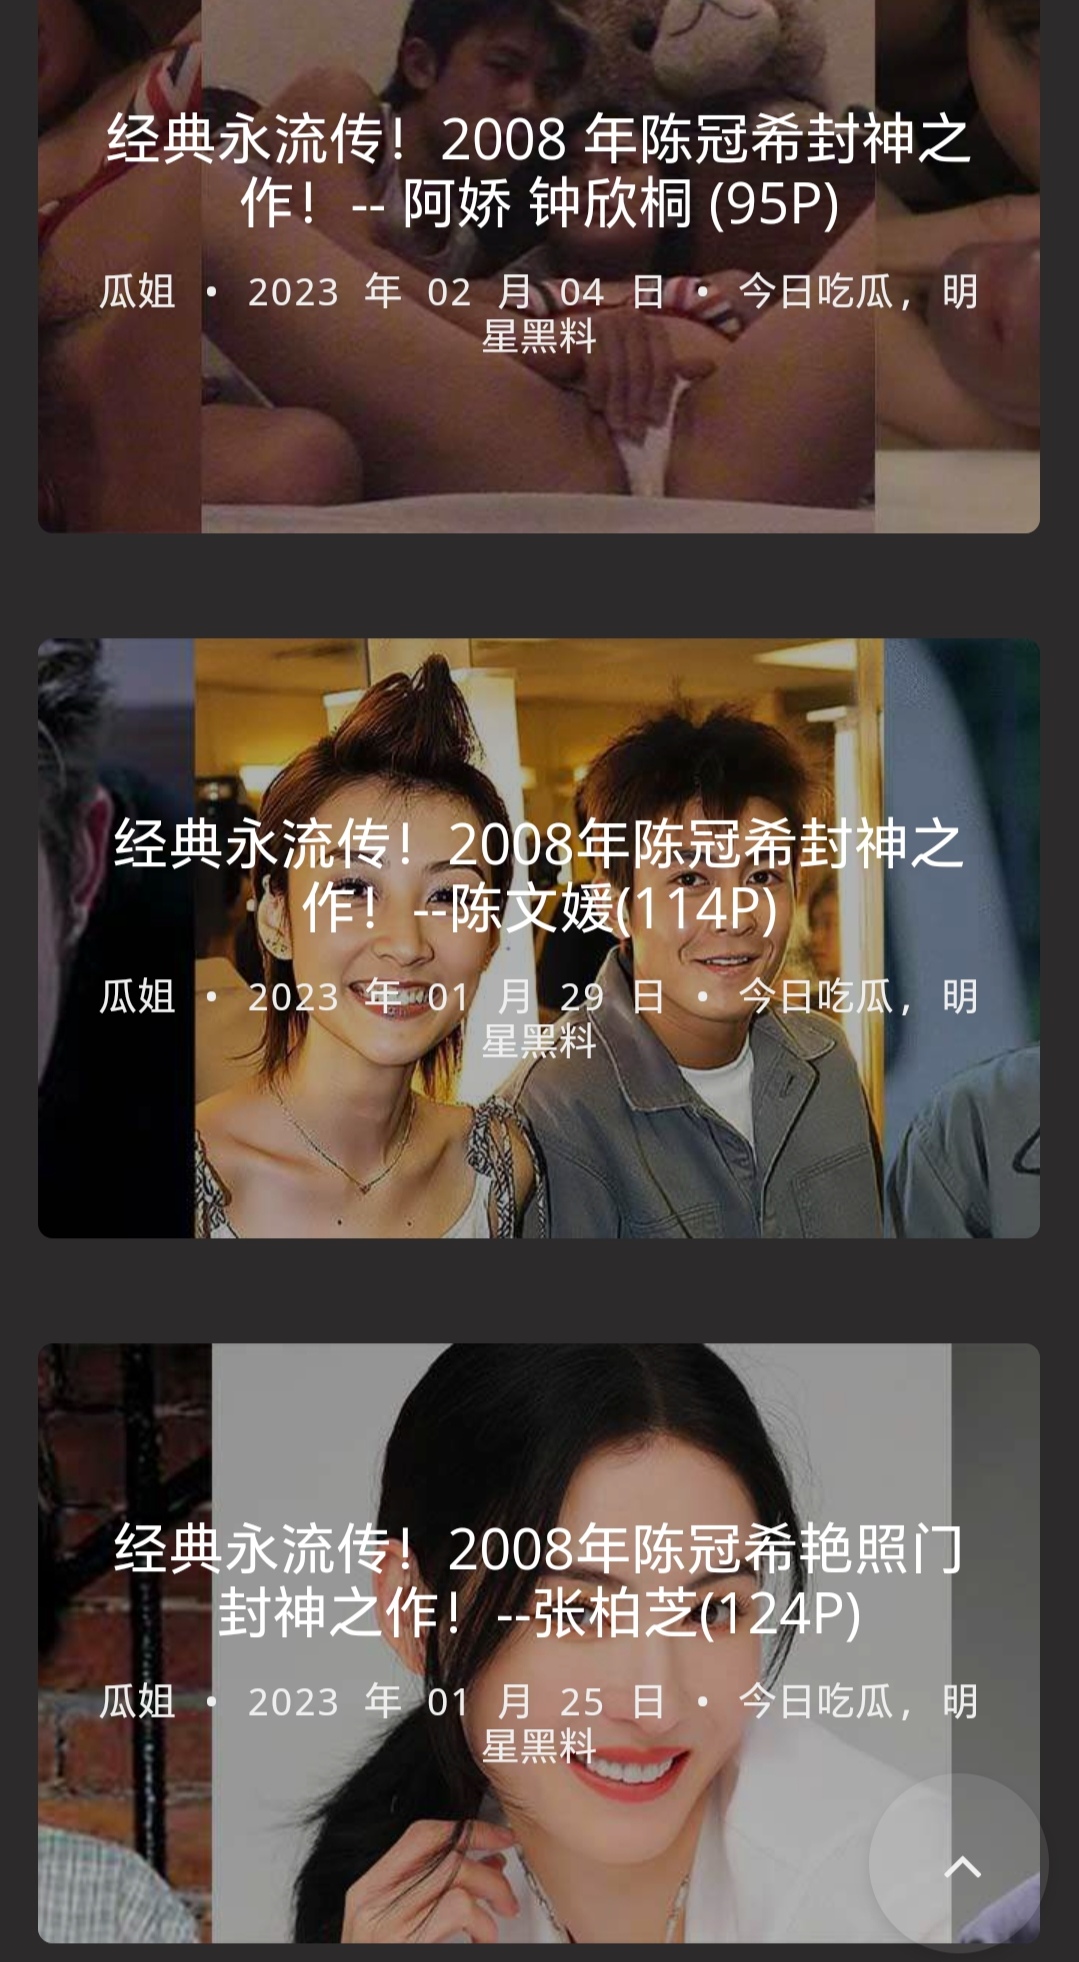 经典永流传！2008 年陈冠希封神之
作！-- 阿娇 钟欣桐 (95P)
瓜姐 • 2023 年 02 月 04 日 • 今日吃瓜，明
星黑料
经典永流传！2008年陈冠希封神之
作！--陈文媛(114P)
瓜姐 • 2023 年 01 月 29 日 • 今日吃瓜，明
星黑料
经典永流传！2008年陈冠希艳照门
封神之作！--张柏芝(124P)
瓜姐 • 2023 年 01 月 25 日 • 今日吃瓜，明
星黑料